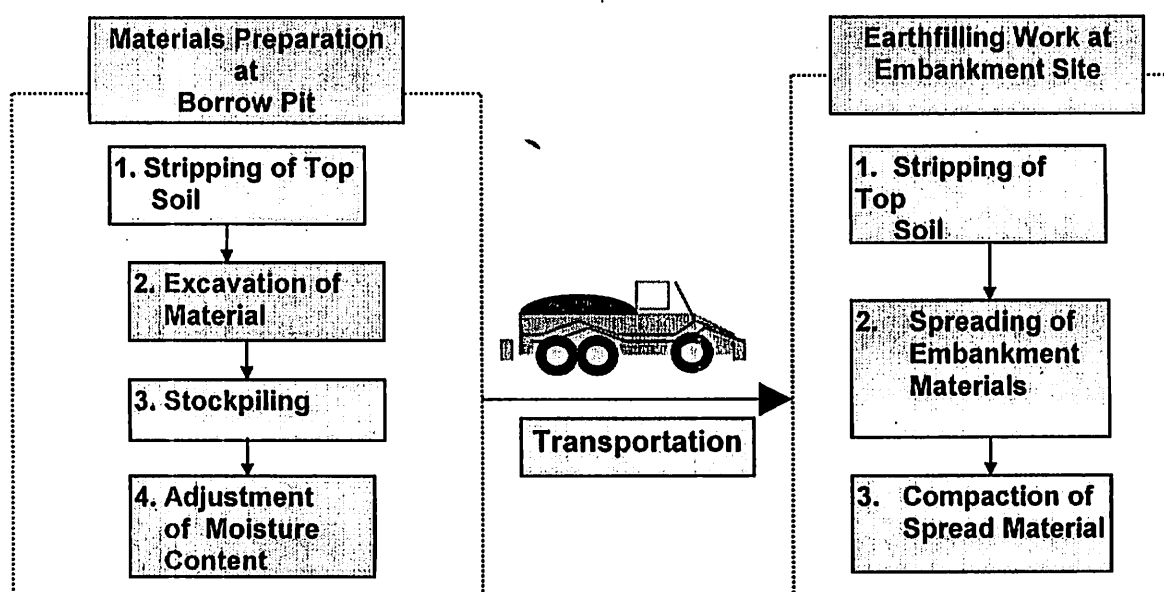 Materials Preparation
at
Borrow Pit
1. Stripping of Top
Soil
2. Excavation of
Material
3. Stockpiling
4. Adjustment
of Moisture
Content
Transportation
Earthfilling Work at
Embankment Site
1. Stripping of
Top
Soil
2. Spreading of
Embankment
Materials
3. Compaction of
Spread Material